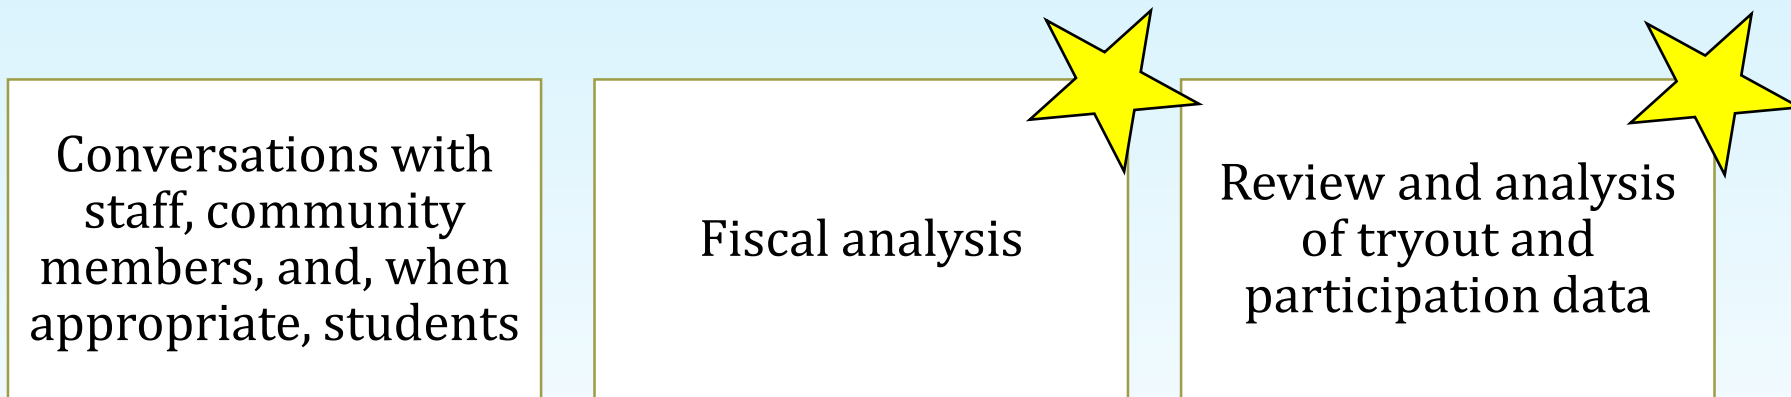 Conversations with
staff, community
members, and, when
appropriate, students
Fiscal analysis
Review and analysis
of tryout and
participation data